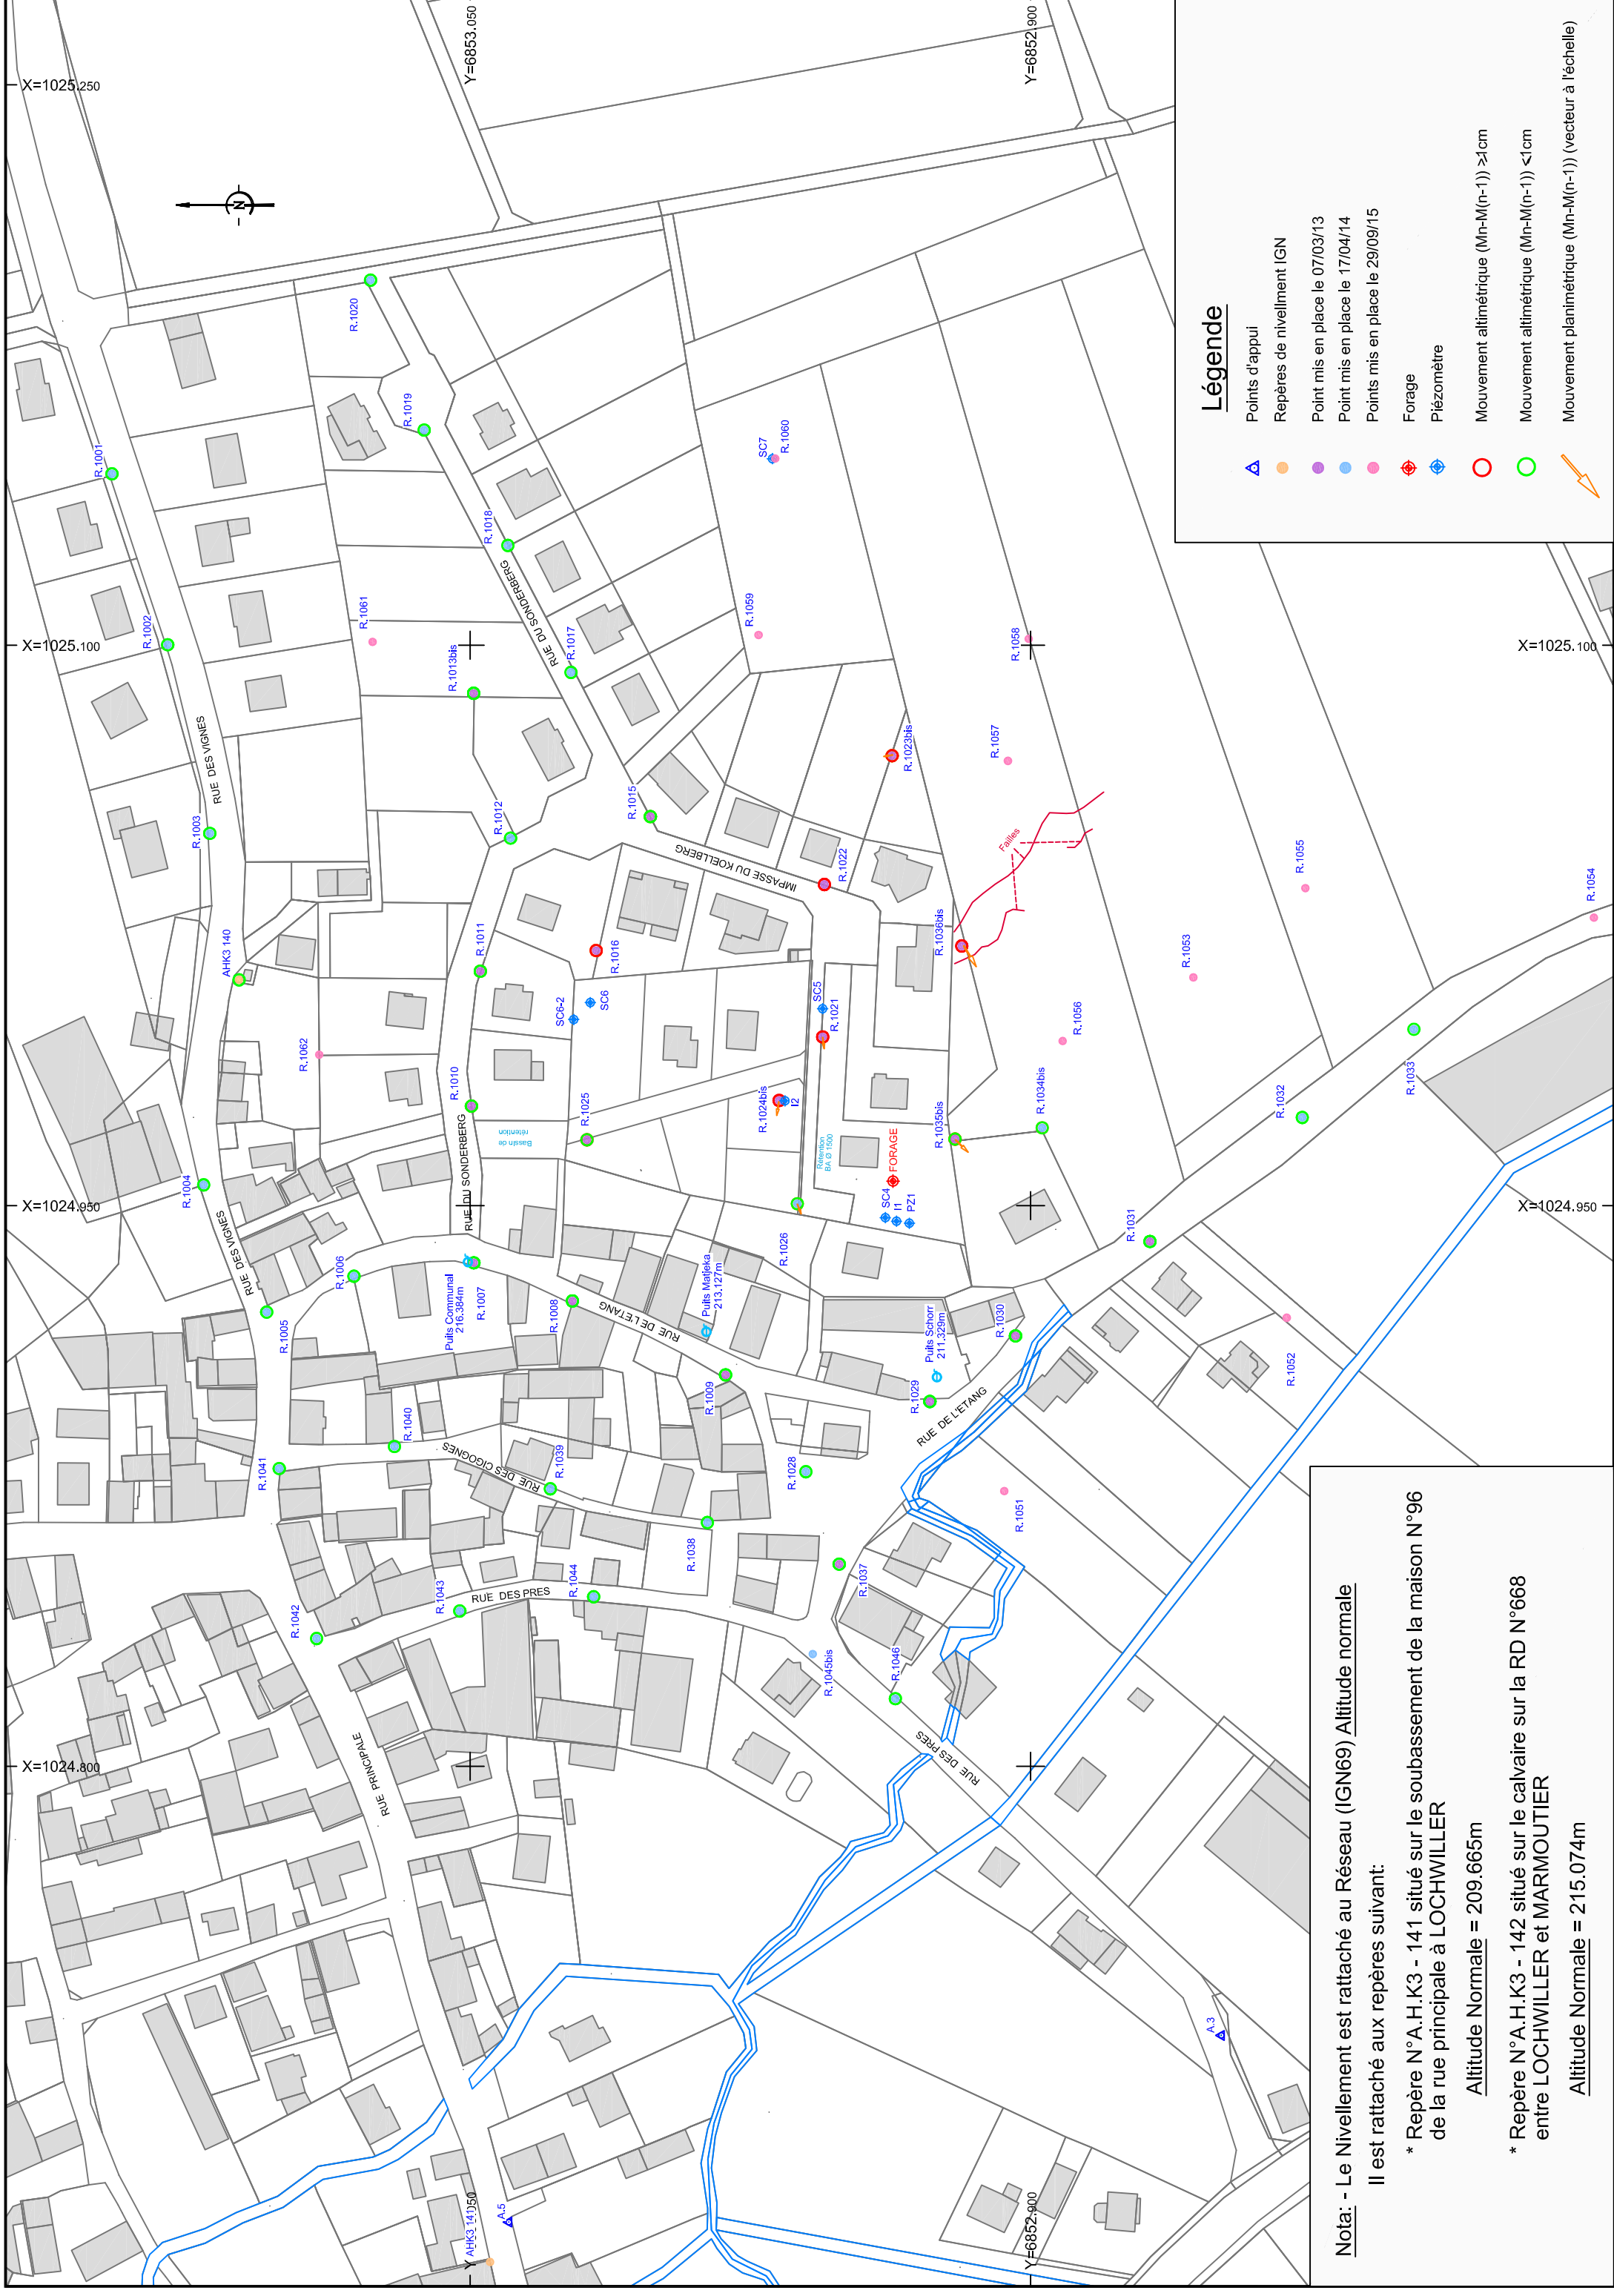 X=1025.250
Y=6853.050
Y=6852.900
N
Légende
Points d'appui
Repères de nivellment IGN
Point mis en place le 07/03/13
Point mis en place le 17/04/14
Points mis en place le 29/09/15
Forage
Piézomètre
Mouvement altimétrique (Mn-M(n-1)) >1cm
Mouvement altimétrique (Mn-M(n-1)) <1cm
Mouvement planimétrique (Mn-M(n-1)) (vecteur à l'échelle)
R.1020
R.1019
R.1001
R.1018
SC7
R.1060
RUE DU SONDERBERG
R.1002
R.1061
R.1059
R.1058
X=1025.100
X=1025.100
R.1013bis
R.1017
RUE DES VIGNES
R.1003
R.1012
R.1015
R.1023bis
R.1057
Failles
IMPASSE DU KOELLBERG
R.1022
R.1055
R.1054
AHK3 140
R.1011
R.1016
R.1036bis
R.1053
SC6-2
SC6
SC5
R.1021
R.1056
R.1062
R.1010
R.1025
R.1024bis
I2
R.1035bis
R.1034bis
R.1032
R.1033
Bassin de
rétention
Rétention
BA Ø 1500
FORAGE
R.1004
RUE DU SONDERBERG
SC4
I1
PZ1
X=1024.950
X=1024.950
R.1026
R.1031
RUE DES VIGNES
R.1005
R.1006
Puits Communal
216.384m
R.1007
R.1008
RUE DE L'ETANG
Puits Matjeka
213.127m
Puits Schorr
211.329m
R.1030
R.1052
R.1009
R.1029
RUE DE L'ETANG
R.1041
R.1040
RUE DES CIGOGNES
R.1039
R.1028
R.1051
R.1038
R.1037
R.1042
R.1043
RUE DES PRES
R.1044
R.1045bis
R.1046
RUE PRINCIPALE
RUE DES PRES
X=1024.800
A.3
A.5
AHK3 141
Y=6852.900
Nota: - Le Nivellement est rattaché au Réseau (IGN69) Altitude normale
Il est rattaché aux repères suivant:
* Repère N°A.H.K3 - 141 situé sur le soubassement de la maison N°96
de la rue principale à LOCHWILLER
Altitude Normale = 209.665m
* Repère N°A.H.K3 - 142 situé sur le calvaire sur la RD N°668
entre LOCHWILLER et MARMOUTIER
Altitude Normale = 215.074m